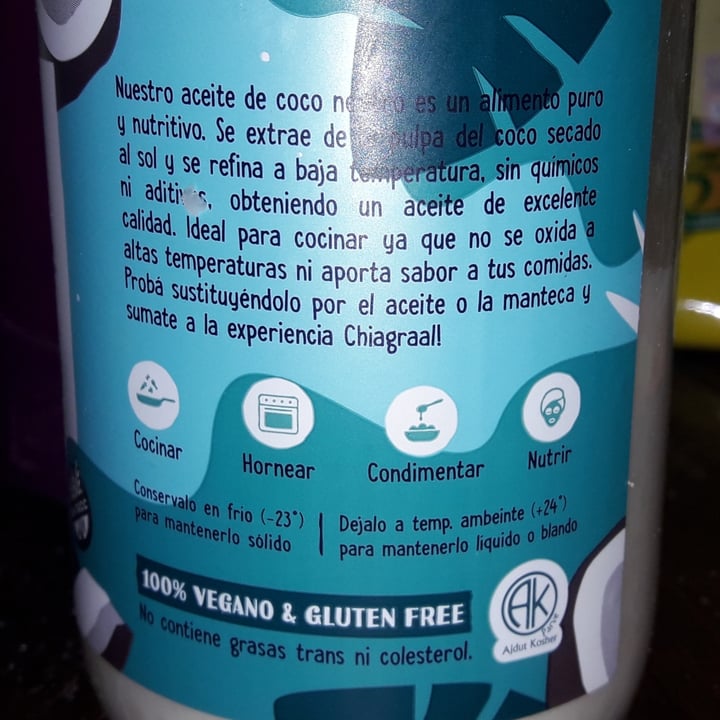 Nuestro aceite de coco es un alimento puro
y nutritivo. Se extrae de pulpa del coco secado
al sol y se refina a baja temperatura, sin químicos
ni aditivos, obteniendo un aceite de excelente
calidad. Ideal para cocinar ya que no se oxida a
altas temperaturas ni aporta sabor a tus comidas.
Probá sustituyéndolo por el aceite o la manteca y
sumate a la experiencia Chiagraal!
Cocinar
Hornear
Condimentar
Nutrir
Conservalo en frio (-23°)
para mantenerlo sólido
Dejalo a temp. ambeinte (+24°)
para mantenerlo líquido o blando
100% VEGANO & GLUTEN FREE
No contiene grasas trans ni colesterol.
AK
Parve
Ajdut Kosher